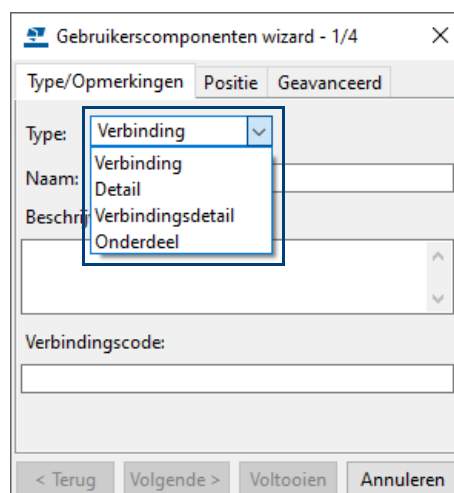 Gebruikerscomponenten wizard - 1/4
Type/Opmerkingen Positie Geavanceerd
Type: Verbinding
Verbinding
Naam:
Detail
Verbindingsdetail
Onderdeel
Verbindingscode:
< Terug Volgende > Voltooien Annuleren